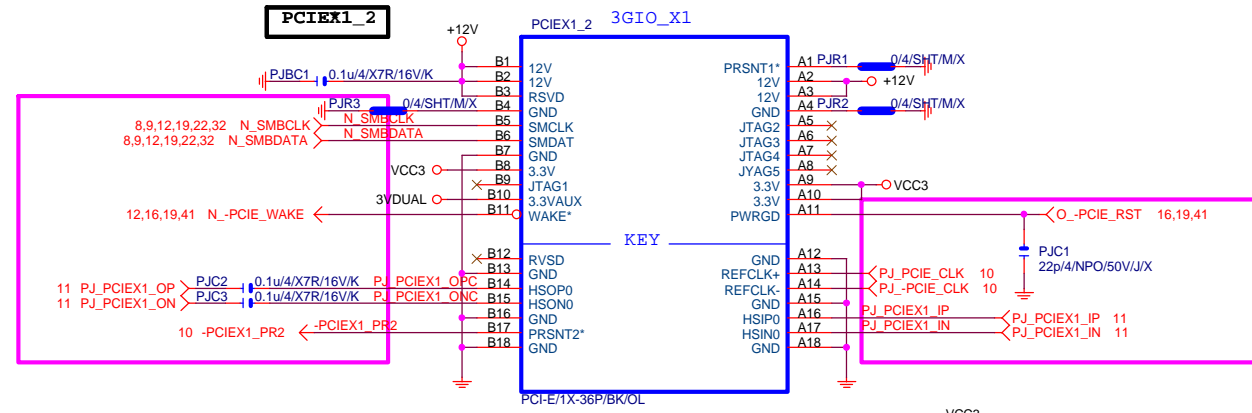 PCIEX1_2
3GIO_X1
PCIEX1_2
+12V
PJBC1 0.1u/4/X7R/16V/K
B1 12V
B2 12V
B3 RSVD
PJR3 0/4/SHT/M/X B4 GND
8,9,12,19,22,32 N_SMBCLK N_SMBCLK B5 SMCLK
8,9,12,19,22,32 N_SMBDATA N_SMBDATA B6 SMDAT
B7 GND
VCC3 B8 3.3V
B9 JTAG1
3VDUAL B10 3.3VAUX
12,16,19,41 N_-PCIE_WAKE B11 WAKE*
KEY
B12 RVSD
B13 GND
11 PJ_PCIEX1_OP PJC2 0.1u/4/X7R/16V/K PJ_PCIEX1_OPC B14 HSOP0
11 PJ_PCIEX1_ON PJC3 0.1u/4/X7R/16V/K PJ_PCIEX1_ONC B15 HSON0
B16 GND
10 -PCIEX1_PR2 -PCIEX1_PR2 B17 PRSNT2*
B18 GND
PRSNT1* A1 PJR1 0/4/SHT/M/X
12V A2 +12V
12V A3
GND A4 PJR2 0/4/SHT/M/X
JTAG2 A5
JTAG3 A6
JTAG4 A7
JYAG5 A8
3.3V A9 VCC3
3.3V A10
PWRGD A11 O_-PCIE_RST 16,19,41
PJC1
22p/4/NPO/50V/J/X
GND A12
REFCLK+ A13 PJ_PCIE_CLK 10
REFCLK- A14 PJ_-PCIE_CLK 10
GND A15
HSIP0 A16 PJ_PCIEX1_IP PJ_PCIEX1_IP 11
HSIN0 A17 PJ_PCIEX1_IN PJ_PCIEX1_IN 11
GND A18
PCI-E/1X-36P/BK/OL
VCC3